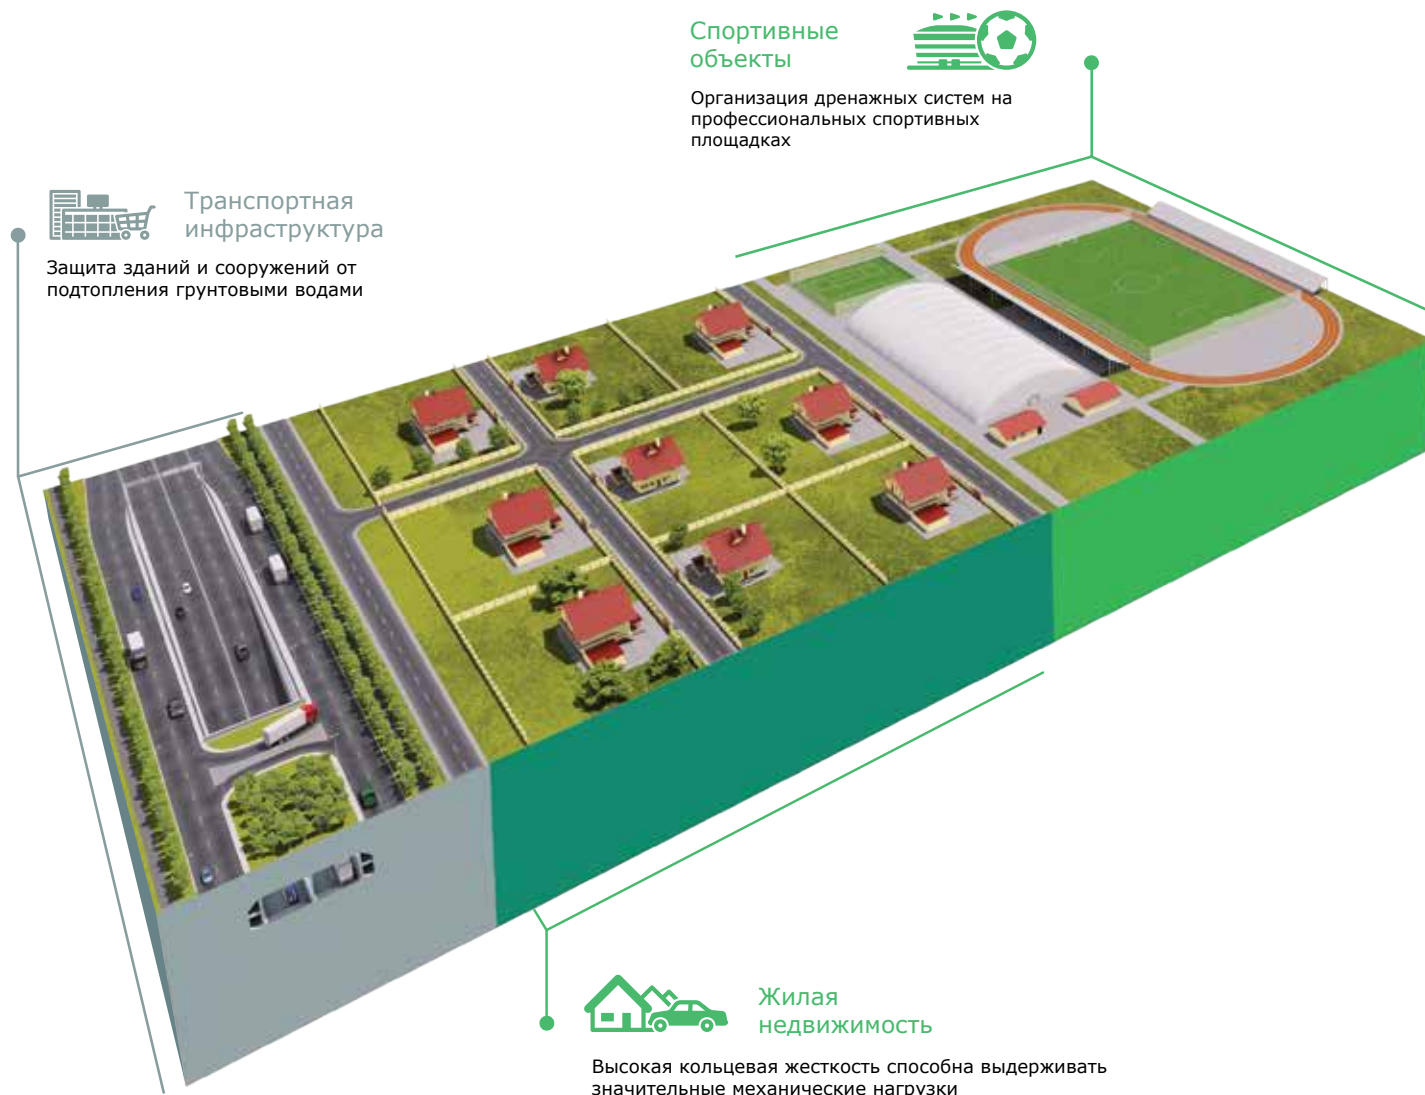 Спортивные
объекты
Организация дренажных систем на
профессиональных спортивных
площадках
Транспортная
инфраструктура
Защита зданий и сооружений от
подтопления грунтовыми водами
Жилая
недвижимость
Высокая кольцевая жесткость способна выдерживать
значительные механические нагрузки